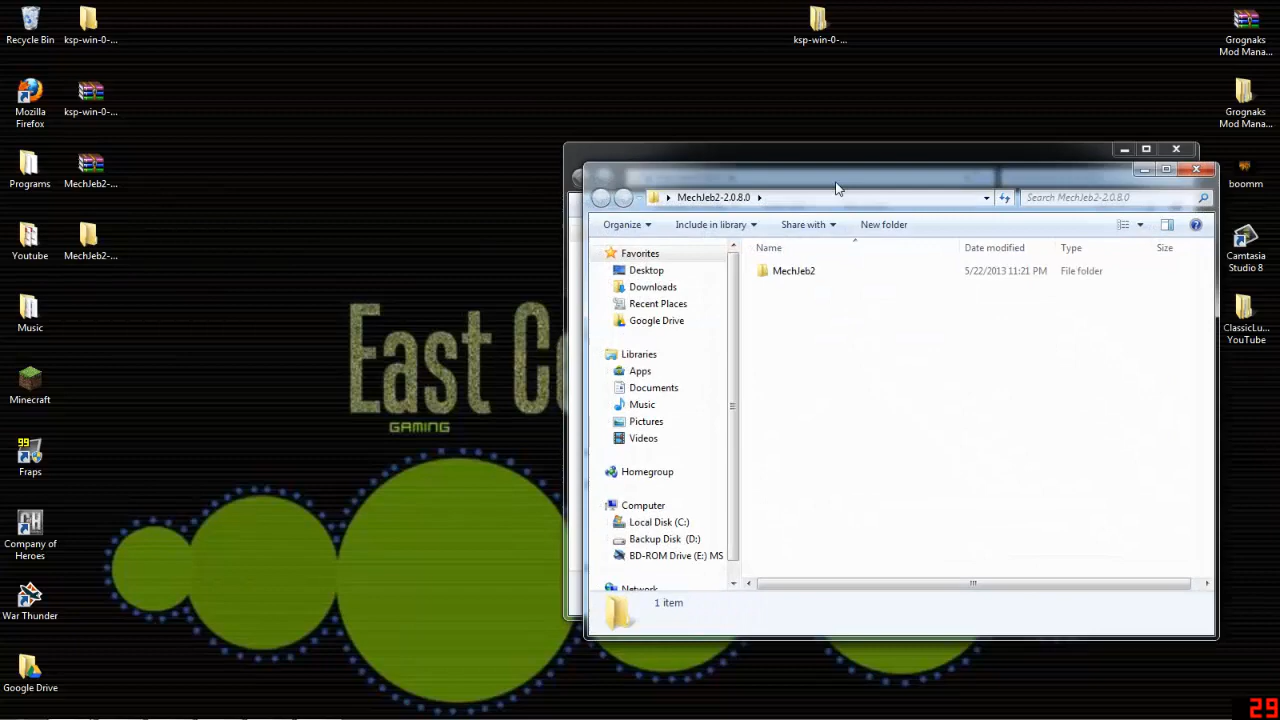 Recycle Bin
ksp-win-0-...
ksp-win-0-...
Grognaks
Mod Mana...
Mozilla
Firefox
ksp-win-0-...
Grognaks
Mod Mana...
Programs
MechJeb2-...
boomm
Youtube
MechJeb2-...
Camtasia
Studio 8
Music
ClassicLu...
YouTube
Minecraft
99
Fraps
Company of
Heroes
War Thunder
Google Drive
East Co
GAMING
MechJeb2-2.0.8.0
Search MechJeb2-2.0.8.0
Organize
Include in library
Share with
New folder
Favorites
Desktop
Downloads
Recent Places
Google Drive
Libraries
Apps
Documents
Music
Pictures
Videos
Homegroup
Computer
Local Disk (C:)
Backup Disk (D:)
BD-ROM Drive (E:) MS
Network
Name
Date modified
Type
Size
MechJeb2
5/22/2013 11:21 PM
File folder
1 item
29